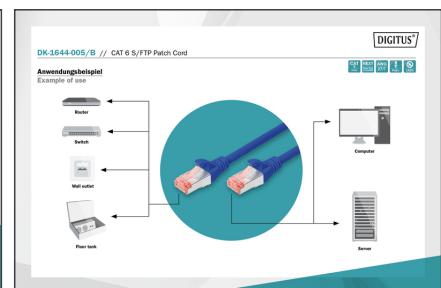 DIGITUS®
DK-1644-005/B // CAT 6 S/FTP Patch Cord
Anwendungsbeispiel
Example of use
Router
Switch
Wall outlet
Floor tank
Computer
Server